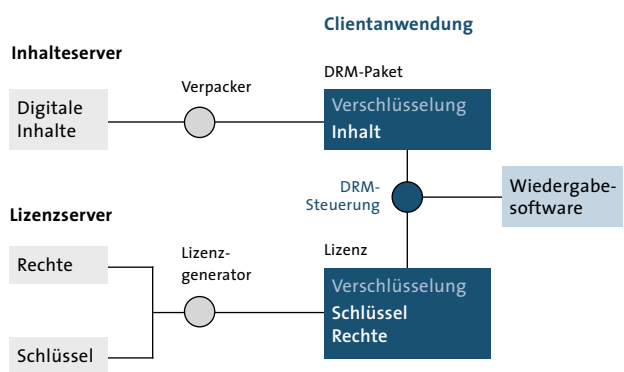 Clientanwendung
Inhalteserver
DRM-Paket
Verpacker
Digitale
Inhalte
Verschlüsselung
Inhalt
DRM-
Steuerung
Wiedergabe-
software
Lizenzserver
Lizenz-
generator
Lizenz
Rechte
Verschlüsselung
Schlüssel
Rechte
Schlüssel